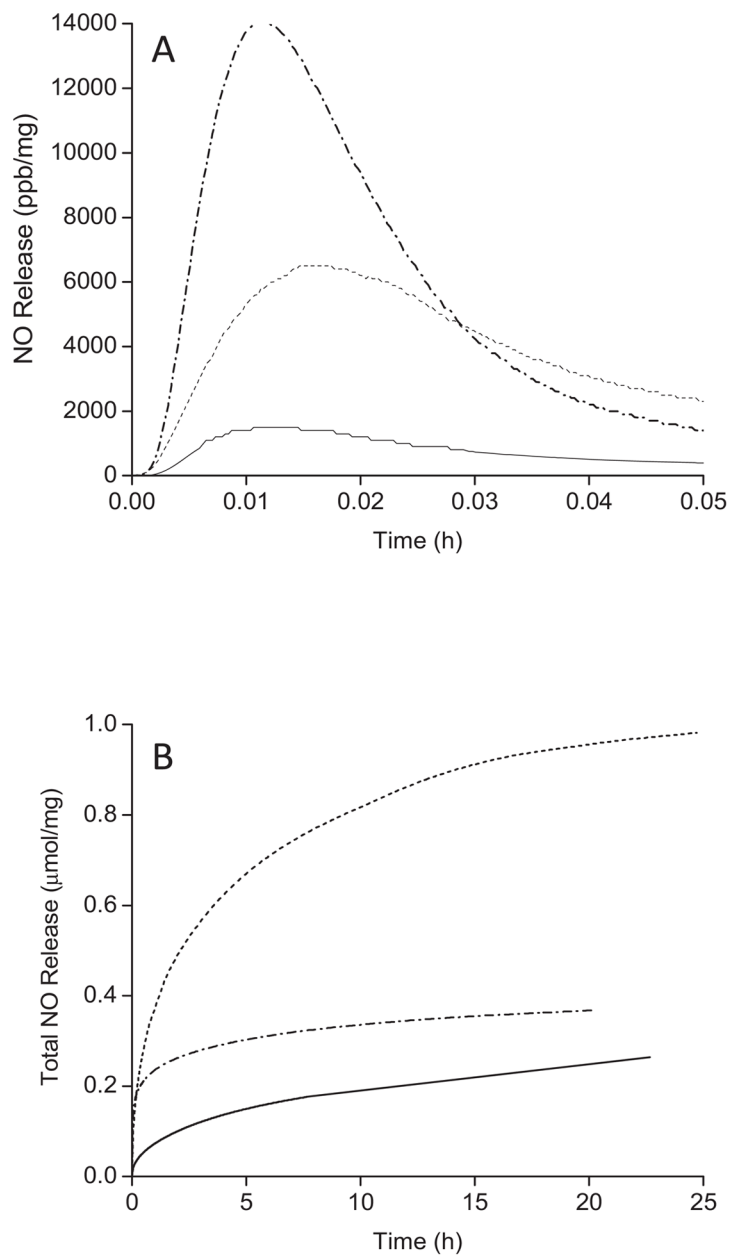 A
NO Release (ppb/mg)
14000
12000
10000
8000
6000
4000
2000
0
0.00 0.01 0.02 0.03 0.04 0.05
Time (h)
B
Total NO Release (μmol/mg)
1.0
0.8
0.6
0.4
0.2
0.0
0 5 10 15 20 25
Time (h)